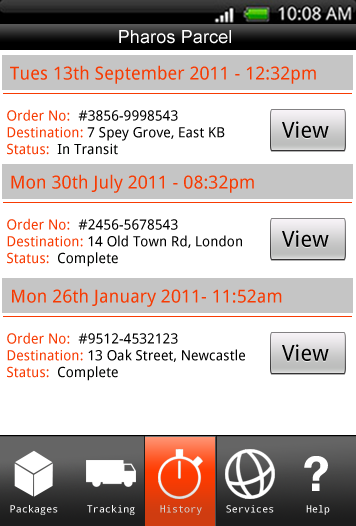 10:08 AM
Pharos Parcel
Tues 13th September 2011 - 12:32pm
Order No: #3856-9998543
Destination: 7 Spey Grove, East KB
Status: In Transit
View
Mon 30th July 2011 - 08:32pm
Order No: #2456-5678543
Destination: 14 Old Town Rd, London
Status: Complete
View
Mon 26th January 2011- 11:52am
Order No: #9512-4532123
Destination: 13 Oak Street, Newcastle
Status: Complete
View
Packages Tracking History Services Help